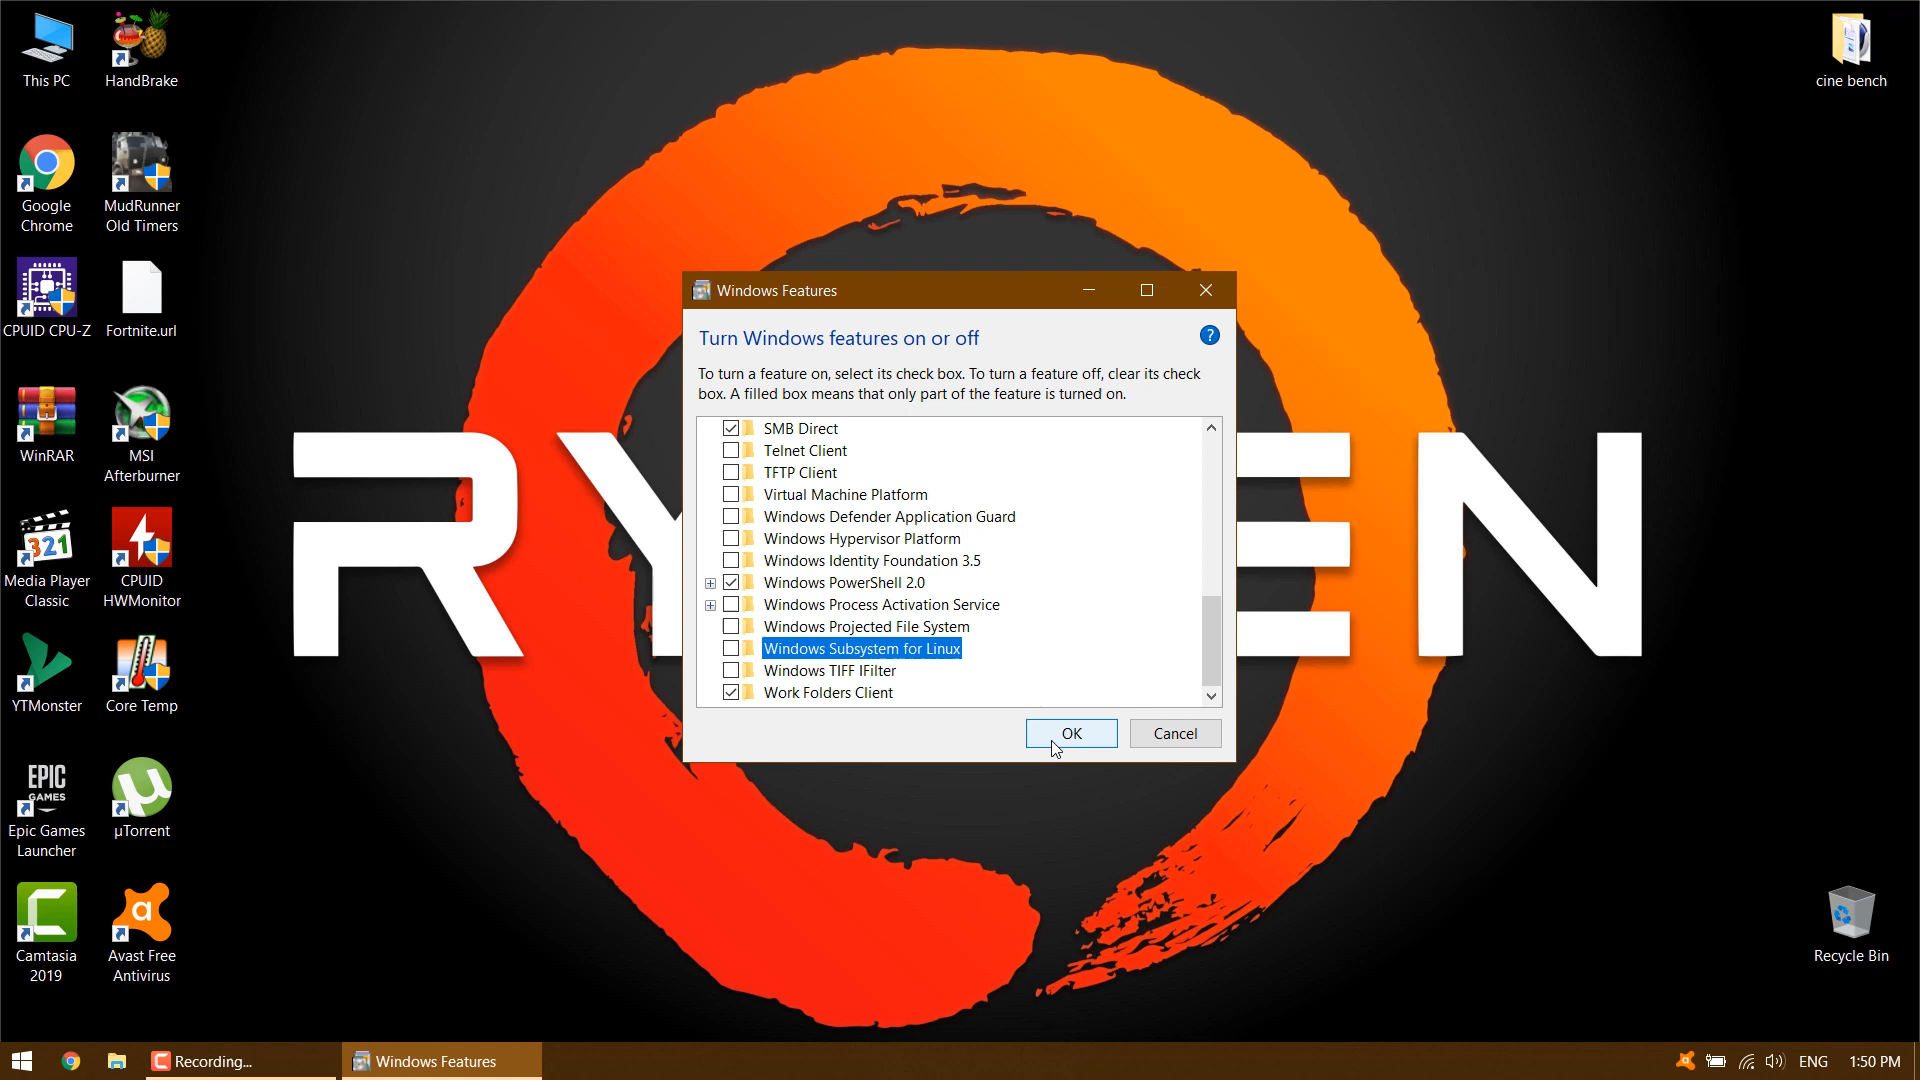 This PC
HandBrake
cine bench
Google
Chrome
MudRunner
Old Timers
CPUID CPU-Z
Fortnite.url
WinRAR
MSI
Afterburner
321
Media Player
Classic
CPUID
HWMonitor
YTMonster
Core Temp
EPIC
GAMES
Epic Games
Launcher
µTorrent
Camtasia
2019
Avast Free
Antivirus
Recycle Bin
RYZEN
Windows Features
Turn Windows features on or off
?
To turn a feature on, select its check box. To turn a feature off, clear its check
box. A filled box means that only part of the feature is turned on.
SMB Direct
Telnet Client
TFTP Client
Virtual Machine Platform
Windows Defender Application Guard
Windows Hypervisor Platform
Windows Identity Foundation 3.5
Windows PowerShell 2.0
Windows Process Activation Service
Windows Projected File System
Windows Subsystem for Linux
Windows TIFF IFilter
Work Folders Client
OK
Cancel
Recording...
Windows Features
ENG
1:50 PM